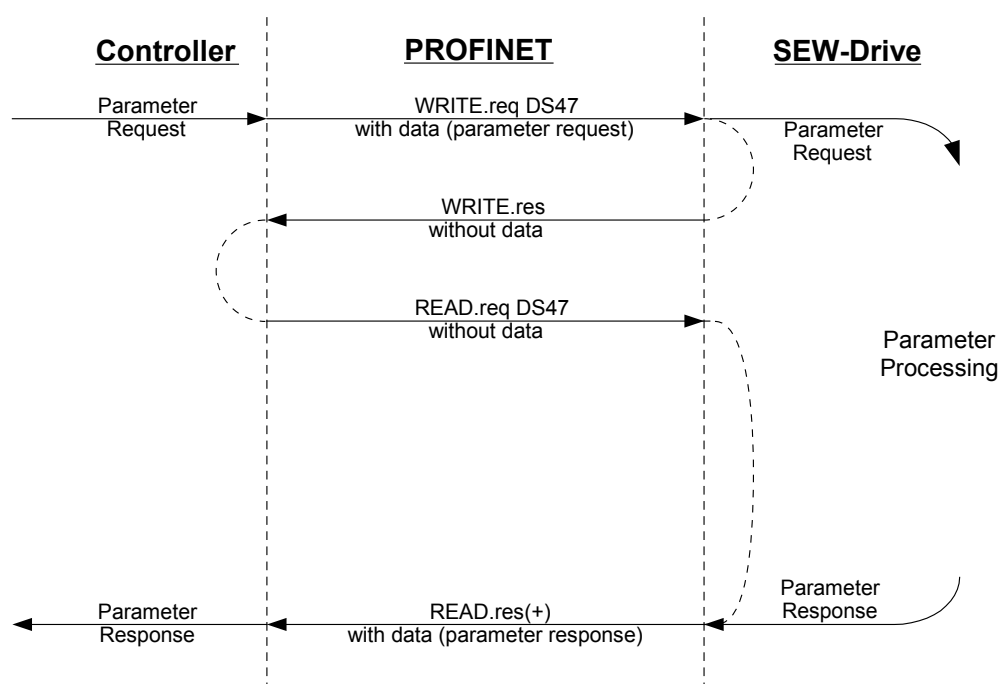 Controller
PROFINET
SEW-Drive
Parameter
Request
WRITE.req DS47
with data (parameter request)
Parameter
Request
WRITE.res
without data
READ.req DS47
without data
Parameter
Processing
Parameter
Response
READ.res(+)
with data (parameter response)
Parameter
Response